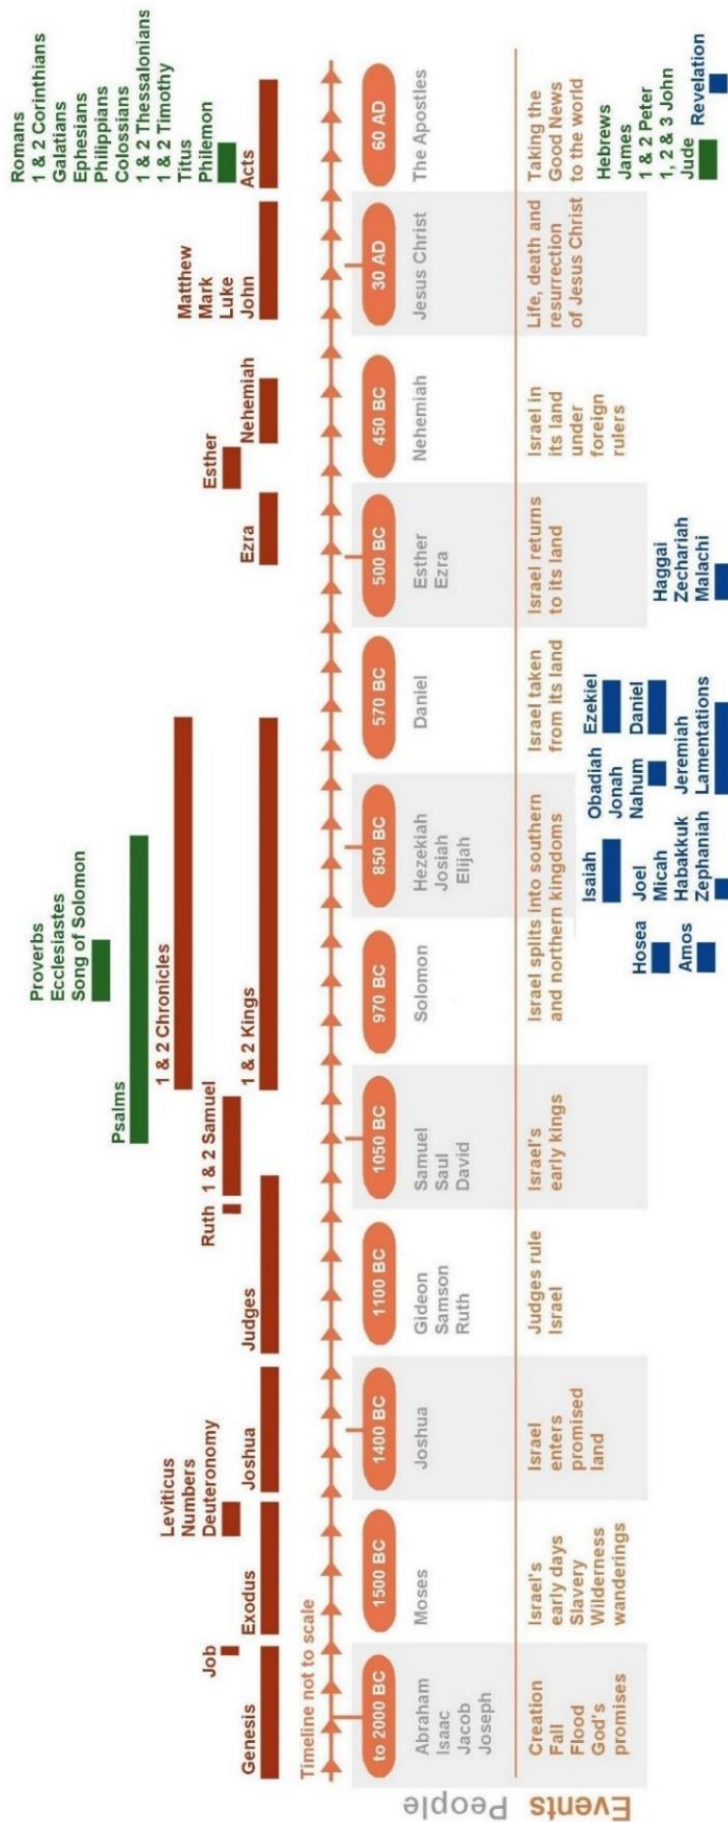 Romans
1 & 2 Corinthians
Galatians
Ephesians
Philippians
Colossians
1 & 2 Thessalonians
1 & 2 Timothy
Titus
Philemon
Proverbs
Ecclesiastes
Song of Solomon
Psalms
1 & 2 Chronicles
Leviticus
Numbers
Deuteronomy
Job
Ruth
1 & 2 Samuel
Esther
Matthew
Mark
Luke
John
Genesis
Exodus
Joshua
Judges
1 & 2 Kings
Ezra
Nehemiah
Acts
Timeline not to scale
to 2000 BC
1500 BC
1400 BC
1100 BC
1050 BC
970 BC
850 BC
570 BC
500 BC
450 BC
30 AD
60 AD
People
Abraham
Isaac
Jacob
Joseph
Moses
Joshua
Gideon
Samson
Ruth
Samuel
Saul
David
Solomon
Hezekiah
Josiah
Elijah
Daniel
Esther
Ezra
Nehemiah
Jesus Christ
The Apostles
Events
Creation
Fall
Flood
God's
promises
Israel's
early days
Slavery
Wilderness
wanderings
Israel
enters
promised
land
Judges rule
Israel
Israel's
early kings
Israel splits into southern
and northern kingdoms
Israel taken
from its land
Israel returns
to its land
Israel in
its land
under
foreign
rulers
Life, death and
resurrection
of Jesus Christ
Taking the
Good News
to the world
Hosea
Amos
Isaiah
Joel
Micah
Habakkuk
Zephaniah
Obadiah
Jonah
Nahum
Jeremiah
Lamentations
Ezekiel
Daniel
Haggai
Zechariah
Malachi
Hebrews
James
1 & 2 Peter
1, 2 & 3 John
Jude
Revelation